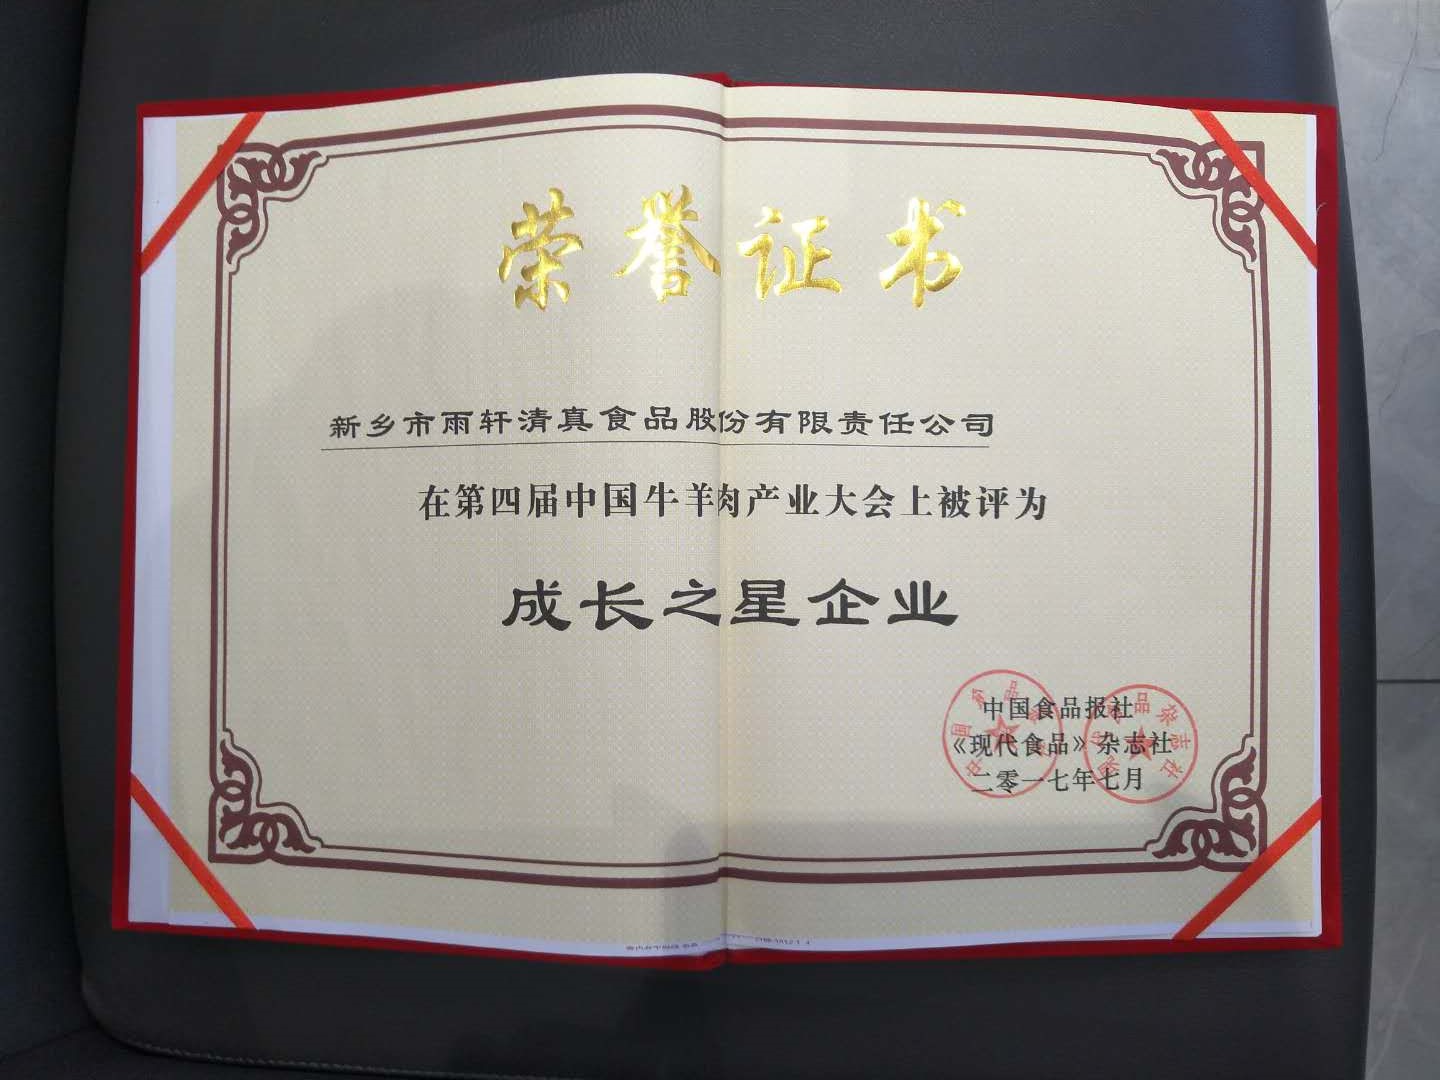 荣誉证书
新乡市雨轩清真食品股份有限责任公司
在第四届中国牛羊肉产业大会上被评为
成长之星企业
中国食品报社
《现代食品》杂志社
二零一七年七月